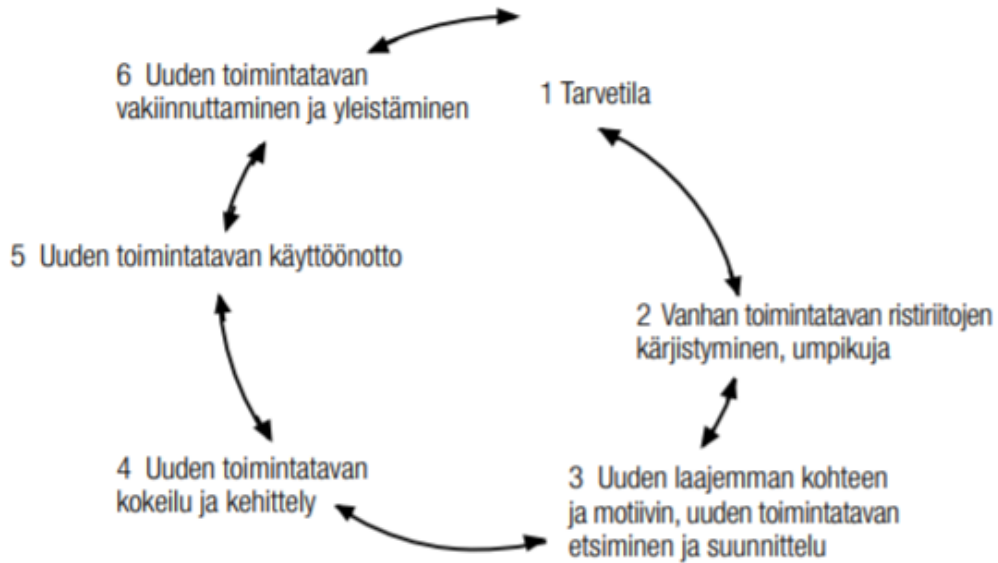 1 Tarvetila
2 Vanhan toimintatavan ristiriitojen
kärjistyminen, umpikuja
3 Uuden laajemman kohteen
ja motiivin, uuden toimintatavan
etsiminen ja suunnittelu
4 Uuden toimintatavan
kokeilu ja kehittely
5 Uuden toimintatavan käyttöönotto
6 Uuden toimintatavan
vakiinnuttaminen ja yleistäminen